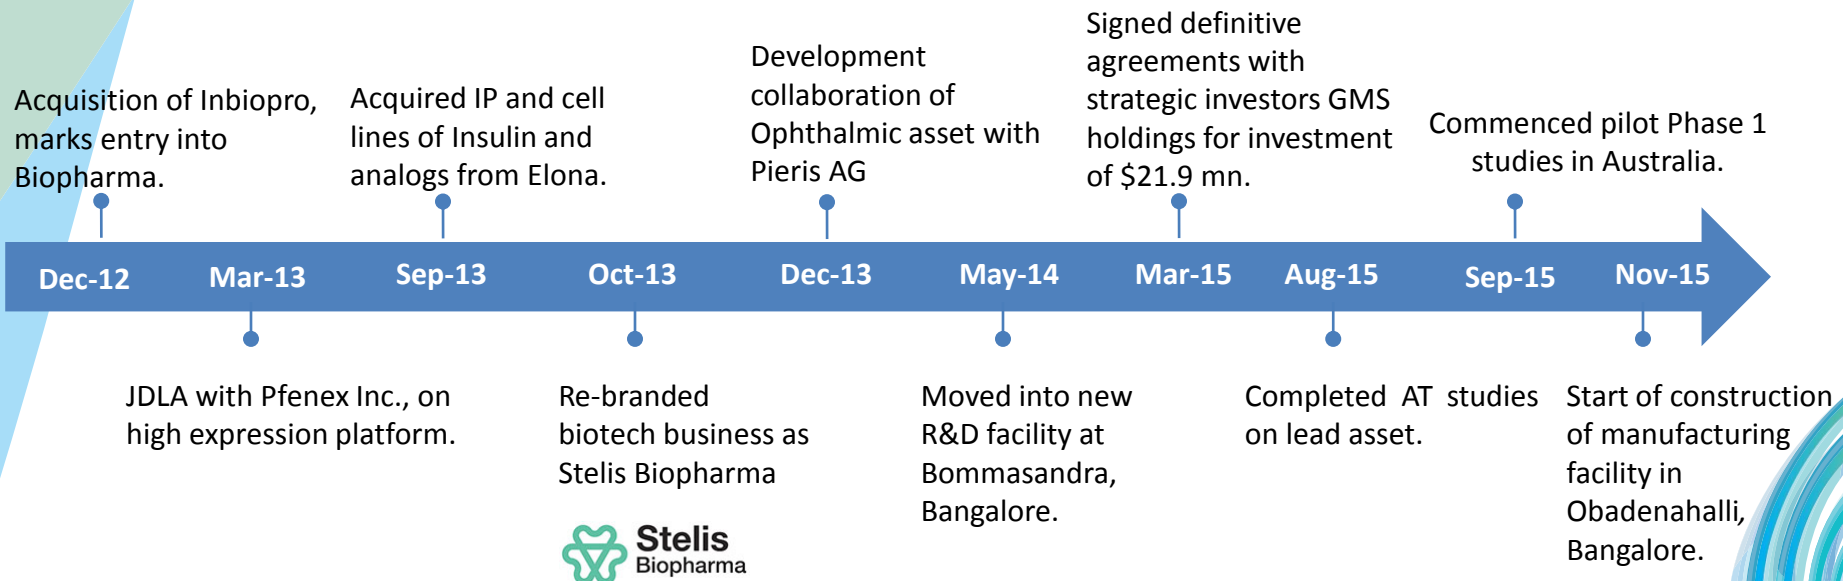 Acquisition of Inbiopro,
marks entry into
Biopharma.
Acquired IP and cell
lines of Insulin and
analogs from Elona.
Development
collaboration of
Ophthalmic asset with
Pieris AG
Signed definitive
agreements with
strategic investors GMS
holdings for investment
of $21.9 mn.
Commenced pilot Phase 1
studies in Australia.
Dec-12
Mar-13
Sep-13
Oct-13
Dec-13
May-14
Mar-15
Aug-15
Sep-15
Nov-15
JDLA with Pfenex Inc., on
high expression platform.
Re-branded
biotech business as
Stelis Biopharma
Stelis
Biopharma
Moved into new
R&D facility at
Bommasandra,
Bangalore.
Completed AT studies
on lead asset.
Start of construction
of manufacturing
facility in
Obadenahalli,
Bangalore.